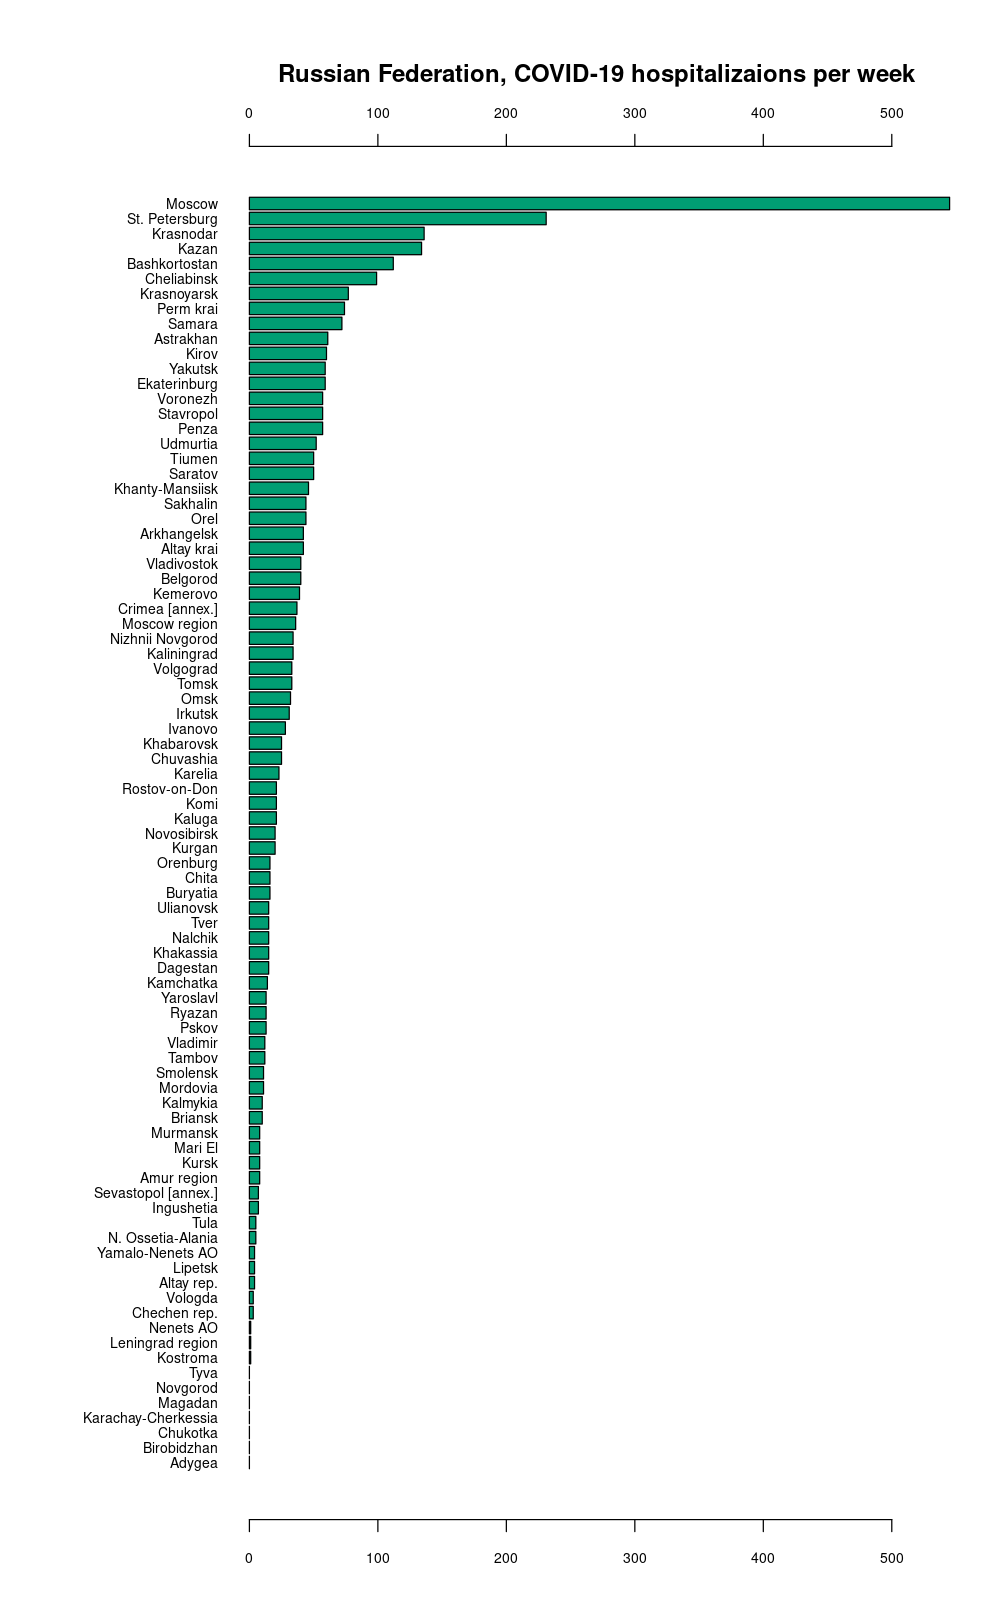 Russian Federation, COVID-19 hospitalizaions per week
0 100 200 300 400 500
Moscow
St. Petersburg
Krasnodar
Kazan
Bashkortostan
Cheliabinsk
Krasnoyarsk
Perm krai
Samara
Astrakhan
Kirov
Yakutsk
Ekaterinburg
Voronezh
Stavropol
Penza
Udmurtia
Tiumen
Saratov
Khanty-Mansiisk
Sakhalin
Orel
Arkhangelsk
Altay krai
Vladivostok
Belgorod
Kemerovo
Crimea [annex.]
Moscow region
Nizhnii Novgorod
Kaliningrad
Volgograd
Tomsk
Omsk
Irkutsk
Ivanovo
Khabarovsk
Chuvashia
Karelia
Rostov-on-Don
Komi
Kaluga
Novosibirsk
Kurgan
Orenburg
Chita
Buryatia
Ulianovsk
Tver
Nalchik
Khakassia
Dagestan
Kamchatka
Yaroslavl
Ryazan
Pskov
Vladimir
Tambov
Smolensk
Mordovia
Kalmykia
Briansk
Murmansk
Mari El
Kursk
Amur region
Sevastopol [annex.]
Ingushetia
Tula
N. Ossetia-Alania
Yamalo-Nenets AO
Lipetsk
Altay rep.
Vologda
Chechen rep.
Nenets AO
Leningrad region
Kostroma
Tyva
Novgorod
Magadan
Karachay-Cherkessia
Chukotka
Birobidzhan
Adygea
0 100 200 300 400 500